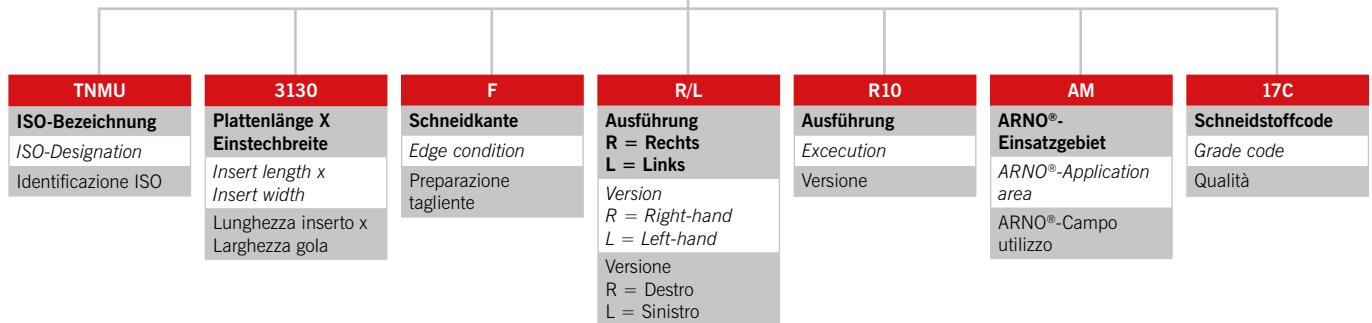 TNMU
ISO-Bezeichnung
ISO-Designation
Identificazione ISO
3130
Plattenlänge X
Einstechbreite
Insert length x
Insert width
Lunghezza inserto x
Larghezza gola
F
Schneidkante
Edge condition
Preparazione
tagliente
R/L
Ausführung
R = Rechts
L = Links
Version
R = Right-hand
L = Left-hand
Versione
R = Destro
L = Sinistro
R10
Ausführung
Excecution
Versione
AM
ARNO®-
Einsatzgebiet
ARNO®-Application
area
ARNO®-Campo
utilizo
17C
Schneidstoffcode
Grade code
Qualità